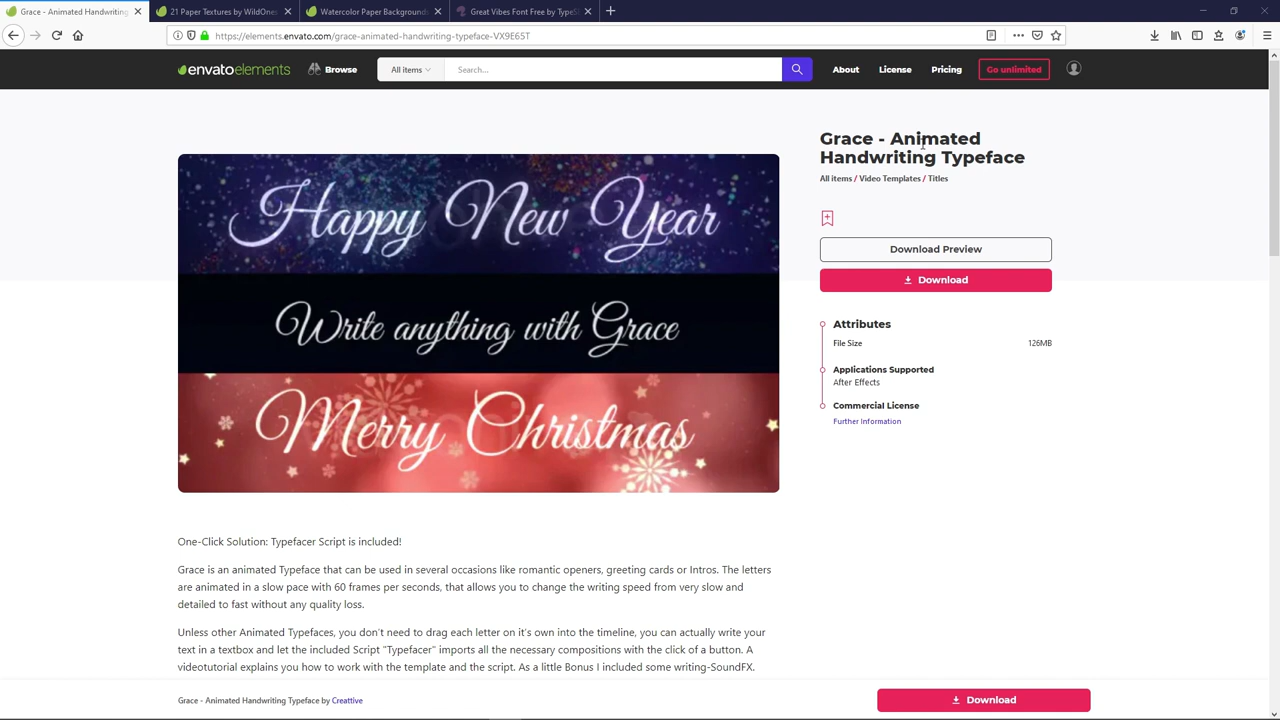 Grace - Animated Handwriting
21 Paper Textures by WildOnes
Watercolor Paper Backgrounds
Great Vibes Font Free by TypeS
https://elements.envato.com/grace-animated-handwriting-typeface-VX9E65T
envatoelements
Browse
All items
Search...
About
License
Pricing
Go unlimited
Grace - Animated
Handwriting Typeface
All items / Video Templates / Titles
Download Preview
Download
Attributes
File Size 126MB
Applications Supported
After Effects
Commercial License
Further Information
Happy New Year
Write anything with Grace
Merry Christmas
One-Click Solution: Typefacer Script is included!
Grace is an animated Typeface that can be used in several occasions like romantic openers, greeting cards or Intros. The letters
are animated in a slow pace with 60 frames per seconds, that allows you to change the writing speed from very slow and
detailed to fast without any quality loss.
Unless other Animated Typefaces, you don't need to drag each letter on it's own into the timeline, you can actually write your
text in a textbox and let the included Script "Typefacer" imports all the necessary compositions with the click of a button. A
videotutorial explains you how to work with the template and the script. As a little Bonus I included some writing-SoundFX.
Grace - Animated Handwriting Typeface by Creattive
Download